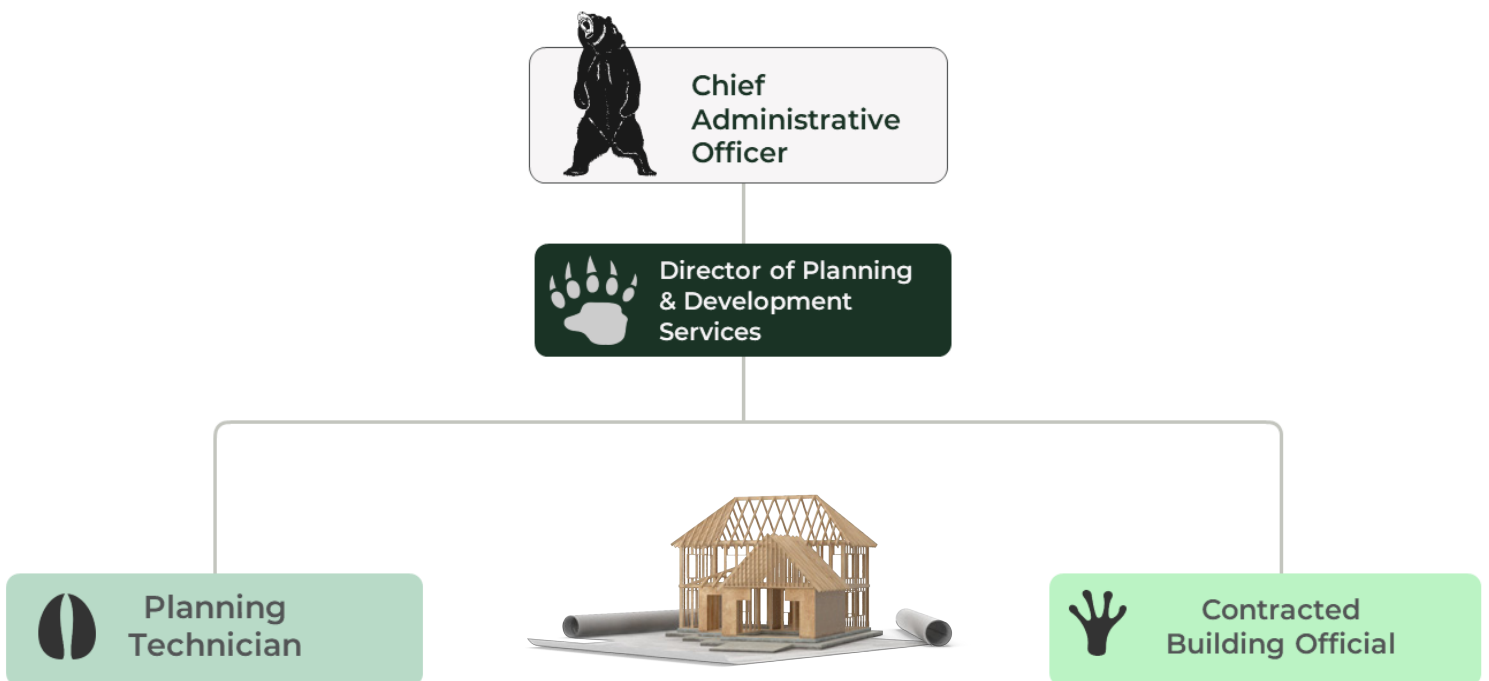 Chief
Administrative
Officer
Director of Planning
& Development
Services
Planning
Technician
Contracted
Building Official